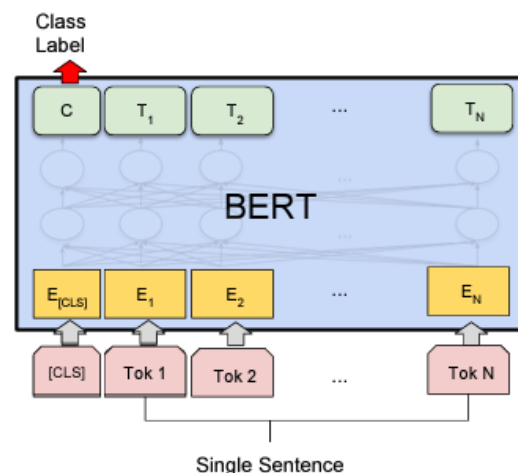 Class
Label
C T1 T2 ... TN
...
BERT
...
E[CLS] E1 E2 ... EN
[CLS] Tok 1 Tok 2 ... Tok N
Single Sentence